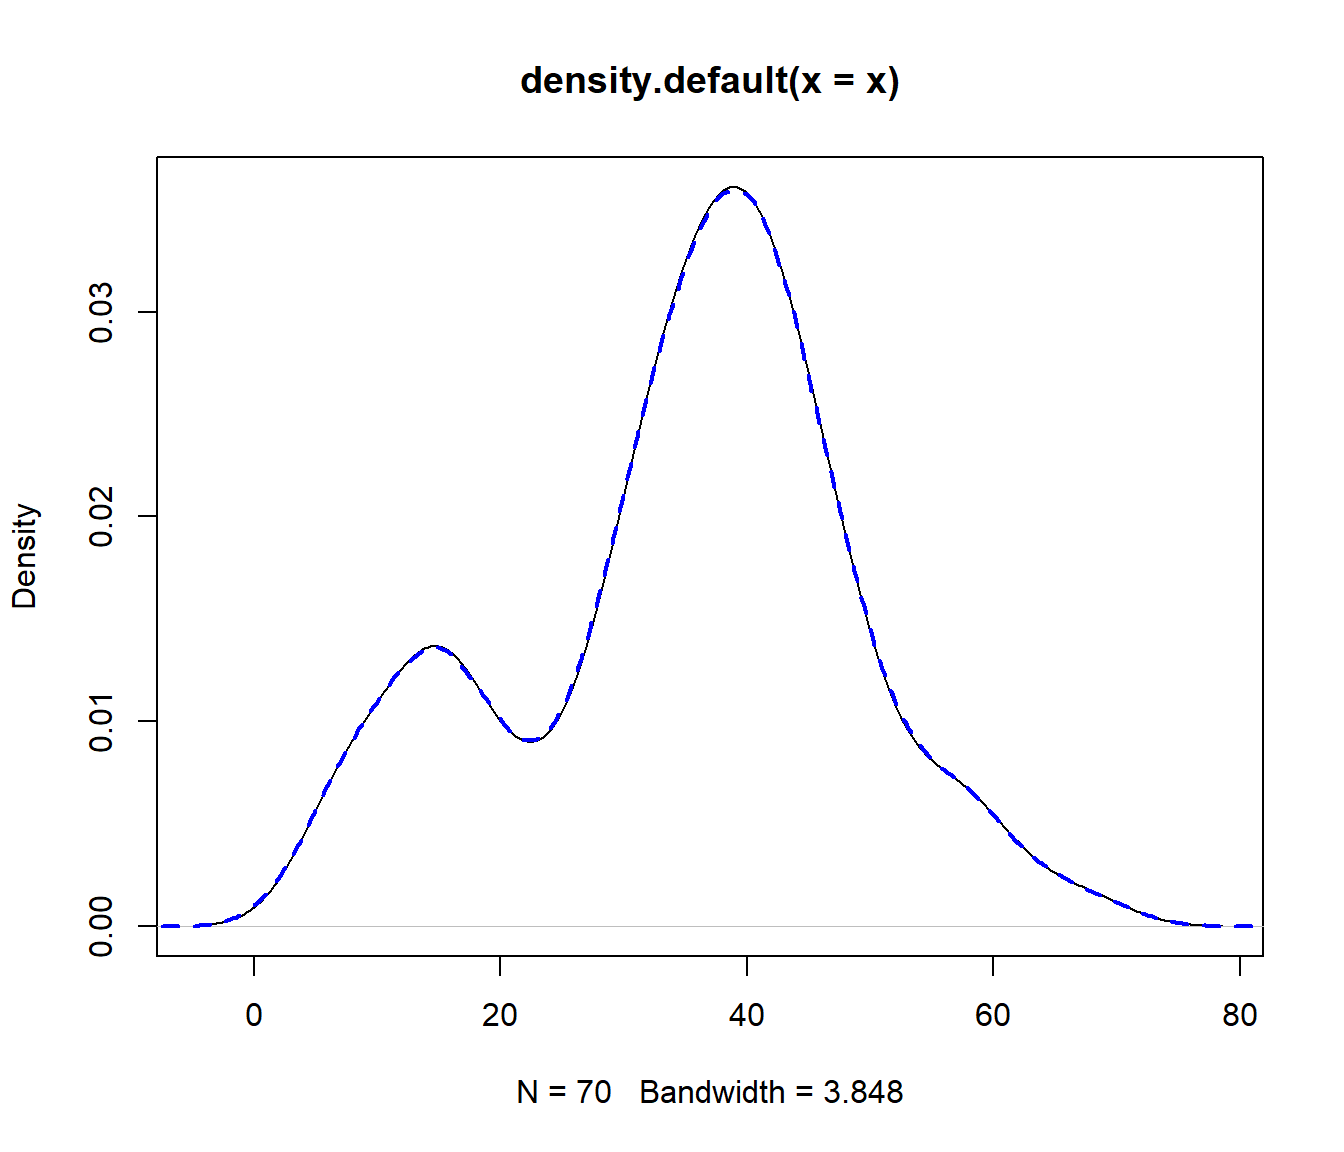 density.default(x = x)
Density
0.00
0.01
0.02
0.03
0 20 40 60 80
N = 70 Bandwidth = 3.848